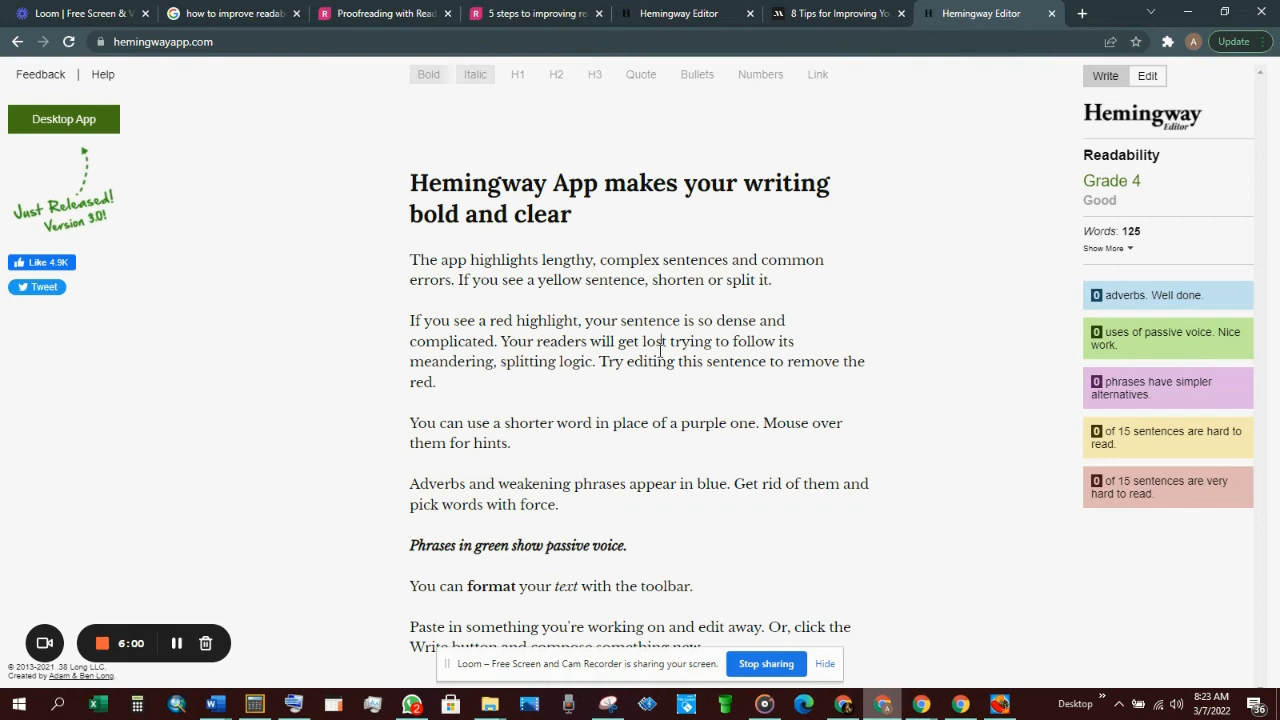 Loom | Free Screen & V
how to improve readab
Proofreading with Read
5 steps to improving re
Hemingway Editor
8 Tips for Improving Yo
Hemingway Editor
hemingwayapp.com
A
Update
Feedback | Help
Bold Italic H1 H2 H3 Quote Bullets Numbers Link
Write Edit
Desktop App
Just Released!
Version 3.0!
Like 4.9K
Tweet
Hemingway App makes your writing
bold and clear
The app highlights lengthy, complex sentences and common
errors. If you see a yellow sentence, shorten or split it.
If you see a red highlight, your sentence is so dense and
complicated. Your readers will get lost trying to follow its
meandering, splitting logic. Try editing this sentence to remove the
red.
You can use a shorter word in place of a purple one. Mouse over
them for hints.
Adverbs and weakening phrases appear in blue. Get rid of them and
pick words with force.
Phrases in green show passive voice.
You can format your text with the toolbar.
Paste in something you're working on and edit away. Or, click the
Write button and compose something new.
Hemingway
Editor
Readability
Grade 4
Good
Words: 125
Show More
0 adverbs. Well done.
0 uses of passive voice. Nice
work.
0 phrases have simpler
alternatives.
0 of 15 sentences are hard to
read.
0 of 15 sentences are very
hard to read.
6:00
© 2013-2021 .38 Long LLC.
Created by Adam & Ben Long.
Loom – Free Screen and Cam Recorder is sharing your screen.
Stop sharing
Hide
2
Desktop
8:23 AM
3/7/2022
36